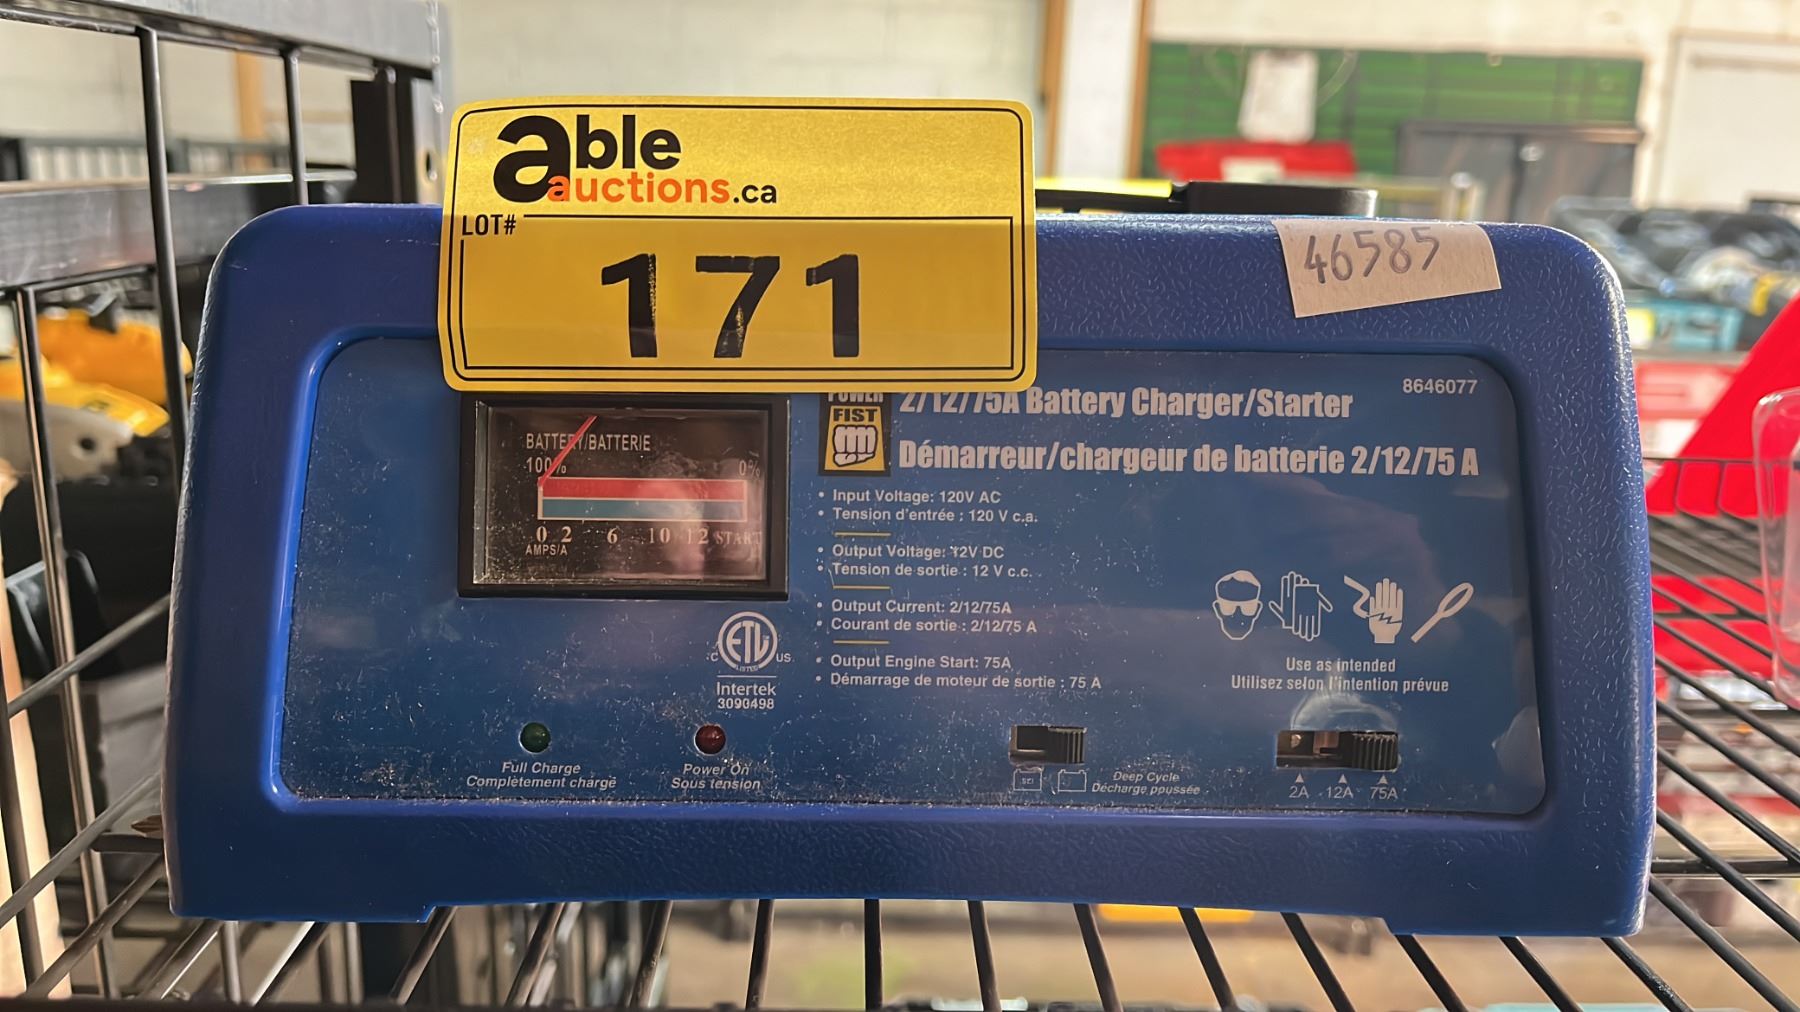 able
auctions.ca
LOT#
171
46585
8646077
POWER
FIST
2/12/75A Battery Charger/Starter
Démarreur/chargeur de batterie 2/12/75 A
BATTERY/BATTERIE
100% 0%
0 2 6 10 12 START
AMPS/A
• Input Voltage: 120V AC
• Tension d'entrée : 120 V c.a.
• Output Voltage: 12V DC
• Tension de sortie : 12 V c.c.
• Output Current: 2/12/75A
• Courant de sortie : 2/12/75 A
• Output Engine Start: 75A
• Démarrage de moteur de sortie : 75 A
ETL
LISTED
C US
Intertek
3090498
Use as intended
Utilisez selon l'intention prévue
Full Charge
Complètement chargé
Power On
Sous tension
Deep Cycle
Décharge poussée
2A 12A 75A